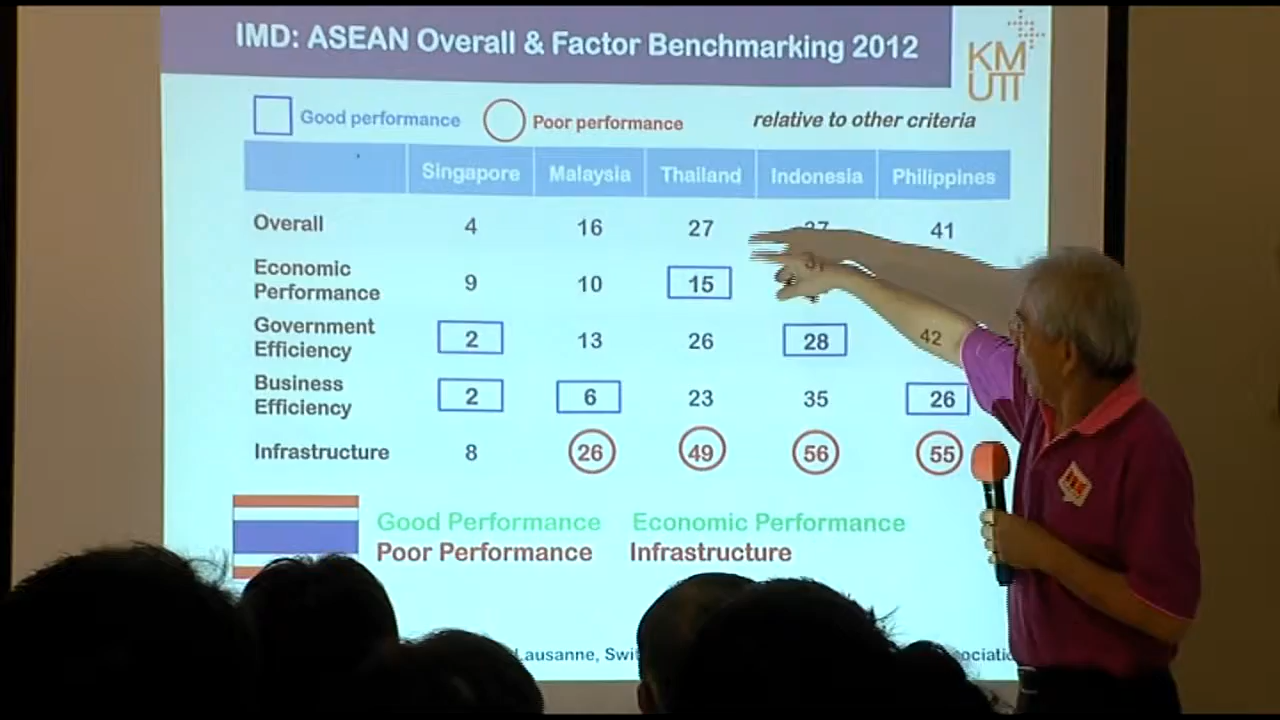 IMD: ASEAN Overall & Factor Benchmarking 2012
KM
UTT
Good performance Poor performance relative to other criteria
Singapore Malaysia Thailand Indonesia Philippines
Overall 4 16 27 37 41
Economic
Performance 9 10 15
Government
Efficiency 2 13 26 28 42
Business
Efficiency 2 6 23 35 26
Infrastructure 8 26 49 56 55
Good Performance Economic Performance
Poor Performance Infrastructure
Lausanne,